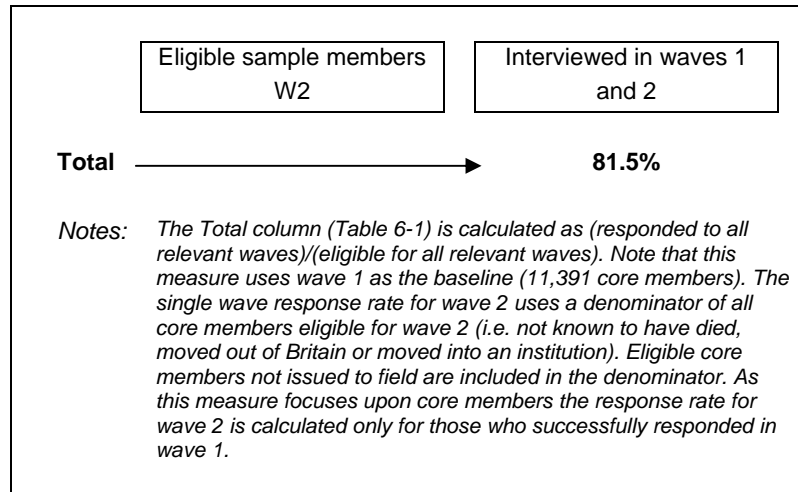 Eligible sample members
W2
Interviewed in waves 1
and 2
Total
81.5%
Notes:
The Total column (Table 6-1) is calculated as (responded to all
relevant waves)/(eligible for all relevant waves). Note that this
measure uses wave 1 as the baseline (11,391 core members). The
single wave response rate for wave 2 uses a denominator of all
core members eligible for wave 2 (i.e. not known to have died,
moved out of Britain or moved into an institution). Eligible core
members not issued to field are included in the denominator. As
this measure focuses upon core members the response rate for
wave 2 is calculated only for those who successfully responded in
wave 1.